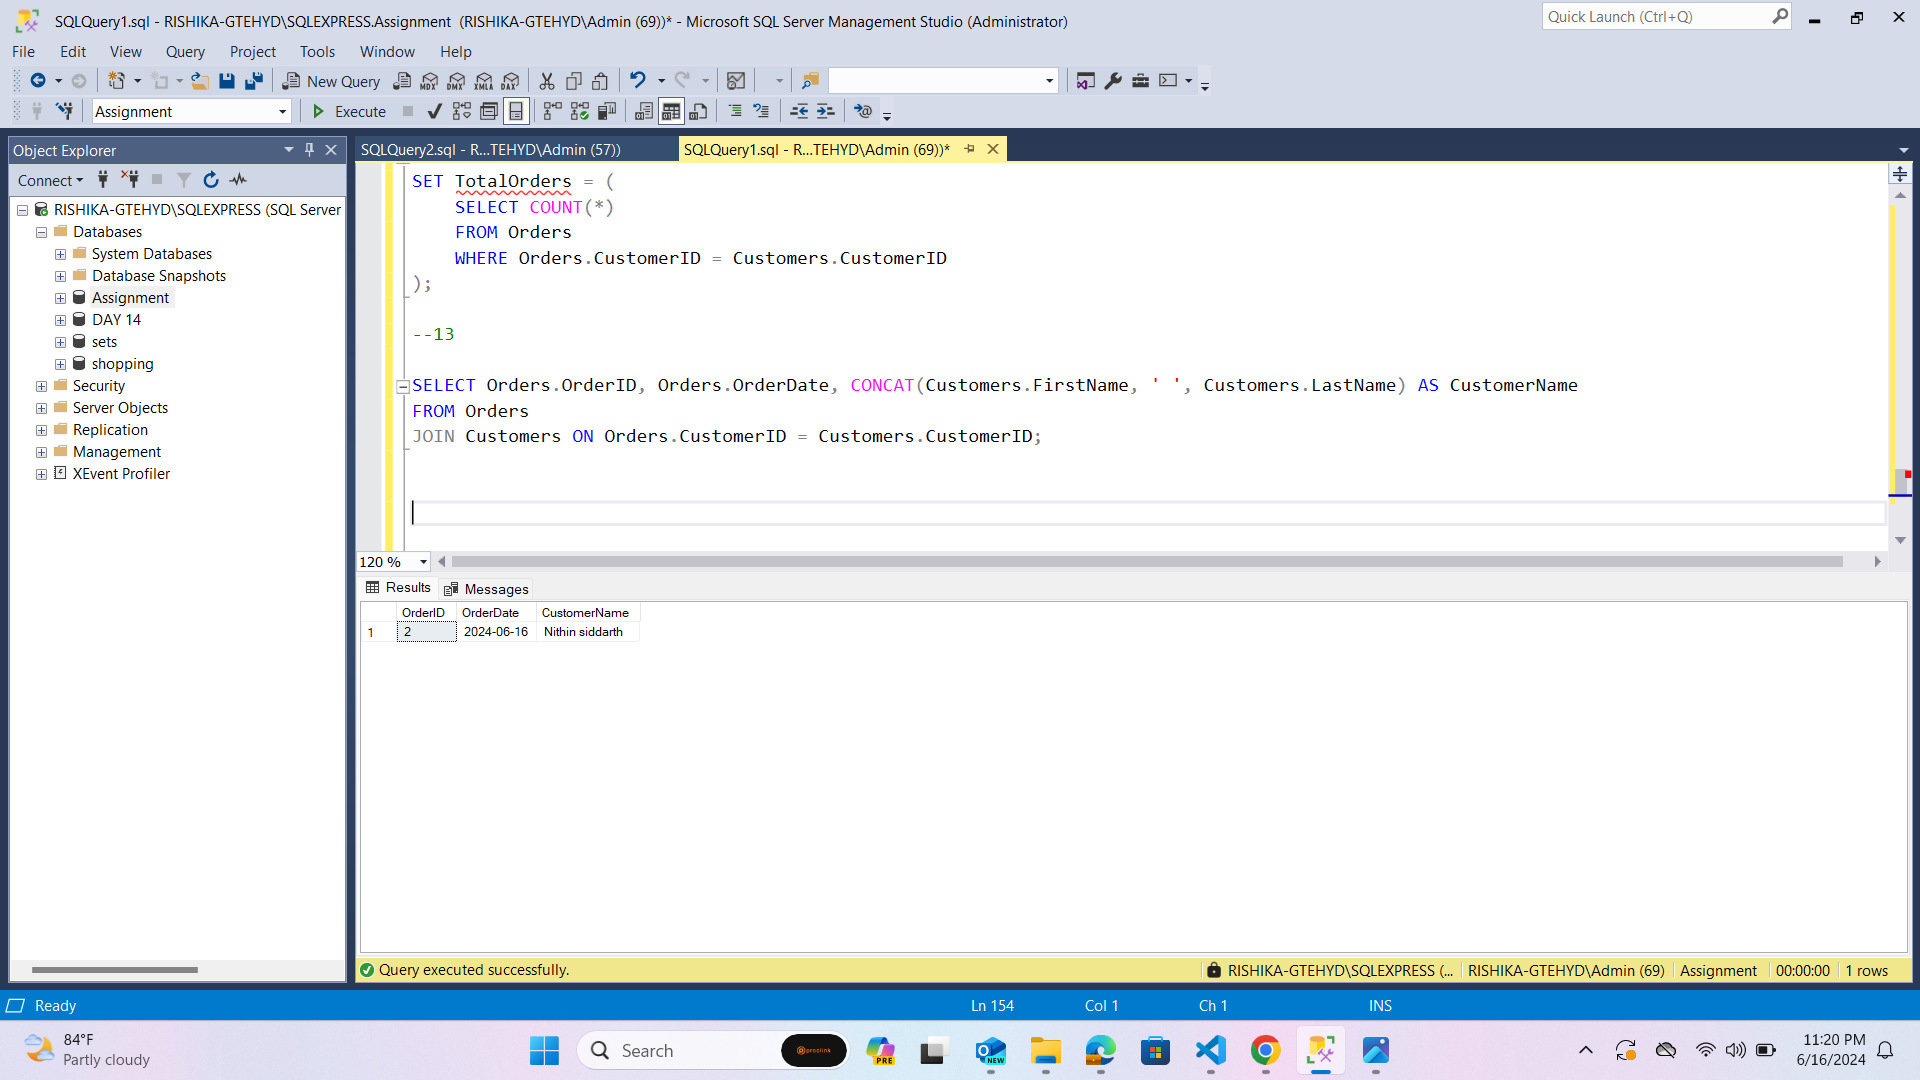 SQLQuery1.sql - RISHIKA-GTEHYD\SQLEXPRESS.Assignment (RISHIKA-GTEHYD\Admin (69))* - Microsoft SQL Server Management Studio (Administrator)
Quick Launch (Ctrl+Q)
File Edit View Query Project Tools Window Help
New Query MDX DMX XMLA DAX
Assignment Execute
Object Explorer
SQLQuery2.sql - R...TEHYD\Admin (57))
SQLQuery1.sql - R...TEHYD\Admin (69))*
Connect
RISHIKA-GTEHYD\SQLEXPRESS (SQL Server
Databases
System Databases
Database Snapshots
Assignment
DAY 14
sets
shopping
Security
Server Objects
Replication
Management
XEvent Profiler
SET TotalOrders = (
SELECT COUNT(*)
FROM Orders
WHERE Orders.CustomerID = Customers.CustomerID
);
--13
SELECT Orders.OrderID, Orders.OrderDate, CONCAT(Customers.FirstName, ' ', Customers.LastName) AS CustomerName
FROM Orders
JOIN Customers ON Orders.CustomerID = Customers.CustomerID;
120 %
Results Messages
OrderID OrderDate CustomerName
1 2 2024-06-16 Nithin siddarth
Query executed successfully.
RISHIKA-GTEHYD\SQLEXPRESS (... RISHIKA-GTEHYD\Admin (69) Assignment 00:00:00 1 rows
Ready Ln 154 Col 1 Ch 1 INS
84°F
Partly cloudy
Search
PRE
NEW
11:20 PM
6/16/2024